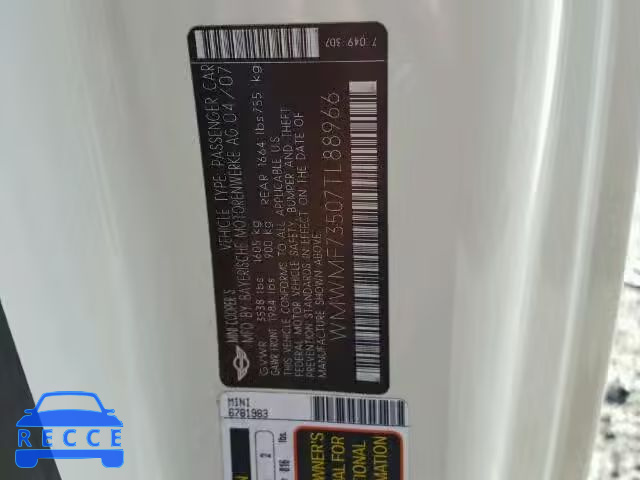 MINI COOPER S VEHICLE TYPE: PASSENGER CAR
MFD BY BAYERISCHE MOTORENWERKE AG 04/07
GVWR 3538 lbs 1605 kg
GAWR FRONT 1984 lbs 900 kg REAR 1664 lbs 755 kg
THIS VEHICLE CONFORMS TO ALL APPLICABLE U.S.
FEDERAL MOTOR VEHICLE SAFETY, BUMPER AND THEFT
PREVENTION STANDARDS IN EFFECT ON THE DATE OF
MANUFACTURE SHOWN ABOVE.
WMWMF73507TL88966
7 049 307
MINI
6781983
lbs.
OWNER'S
FOR
RECCE